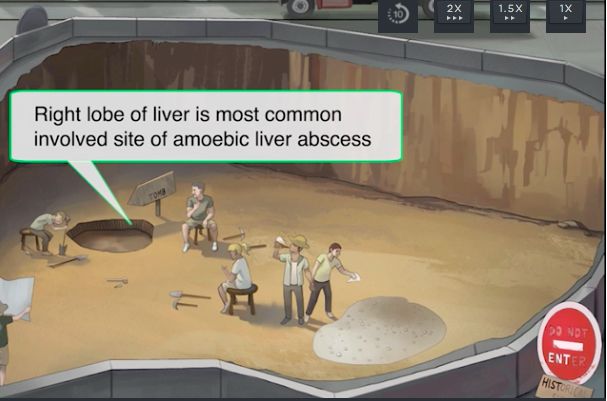 10
2X
1.5X
1X
Right lobe of liver is most common
involved site of amoebic liver abscess
TOMB
DO NOT
ENTER
HISTORICAL